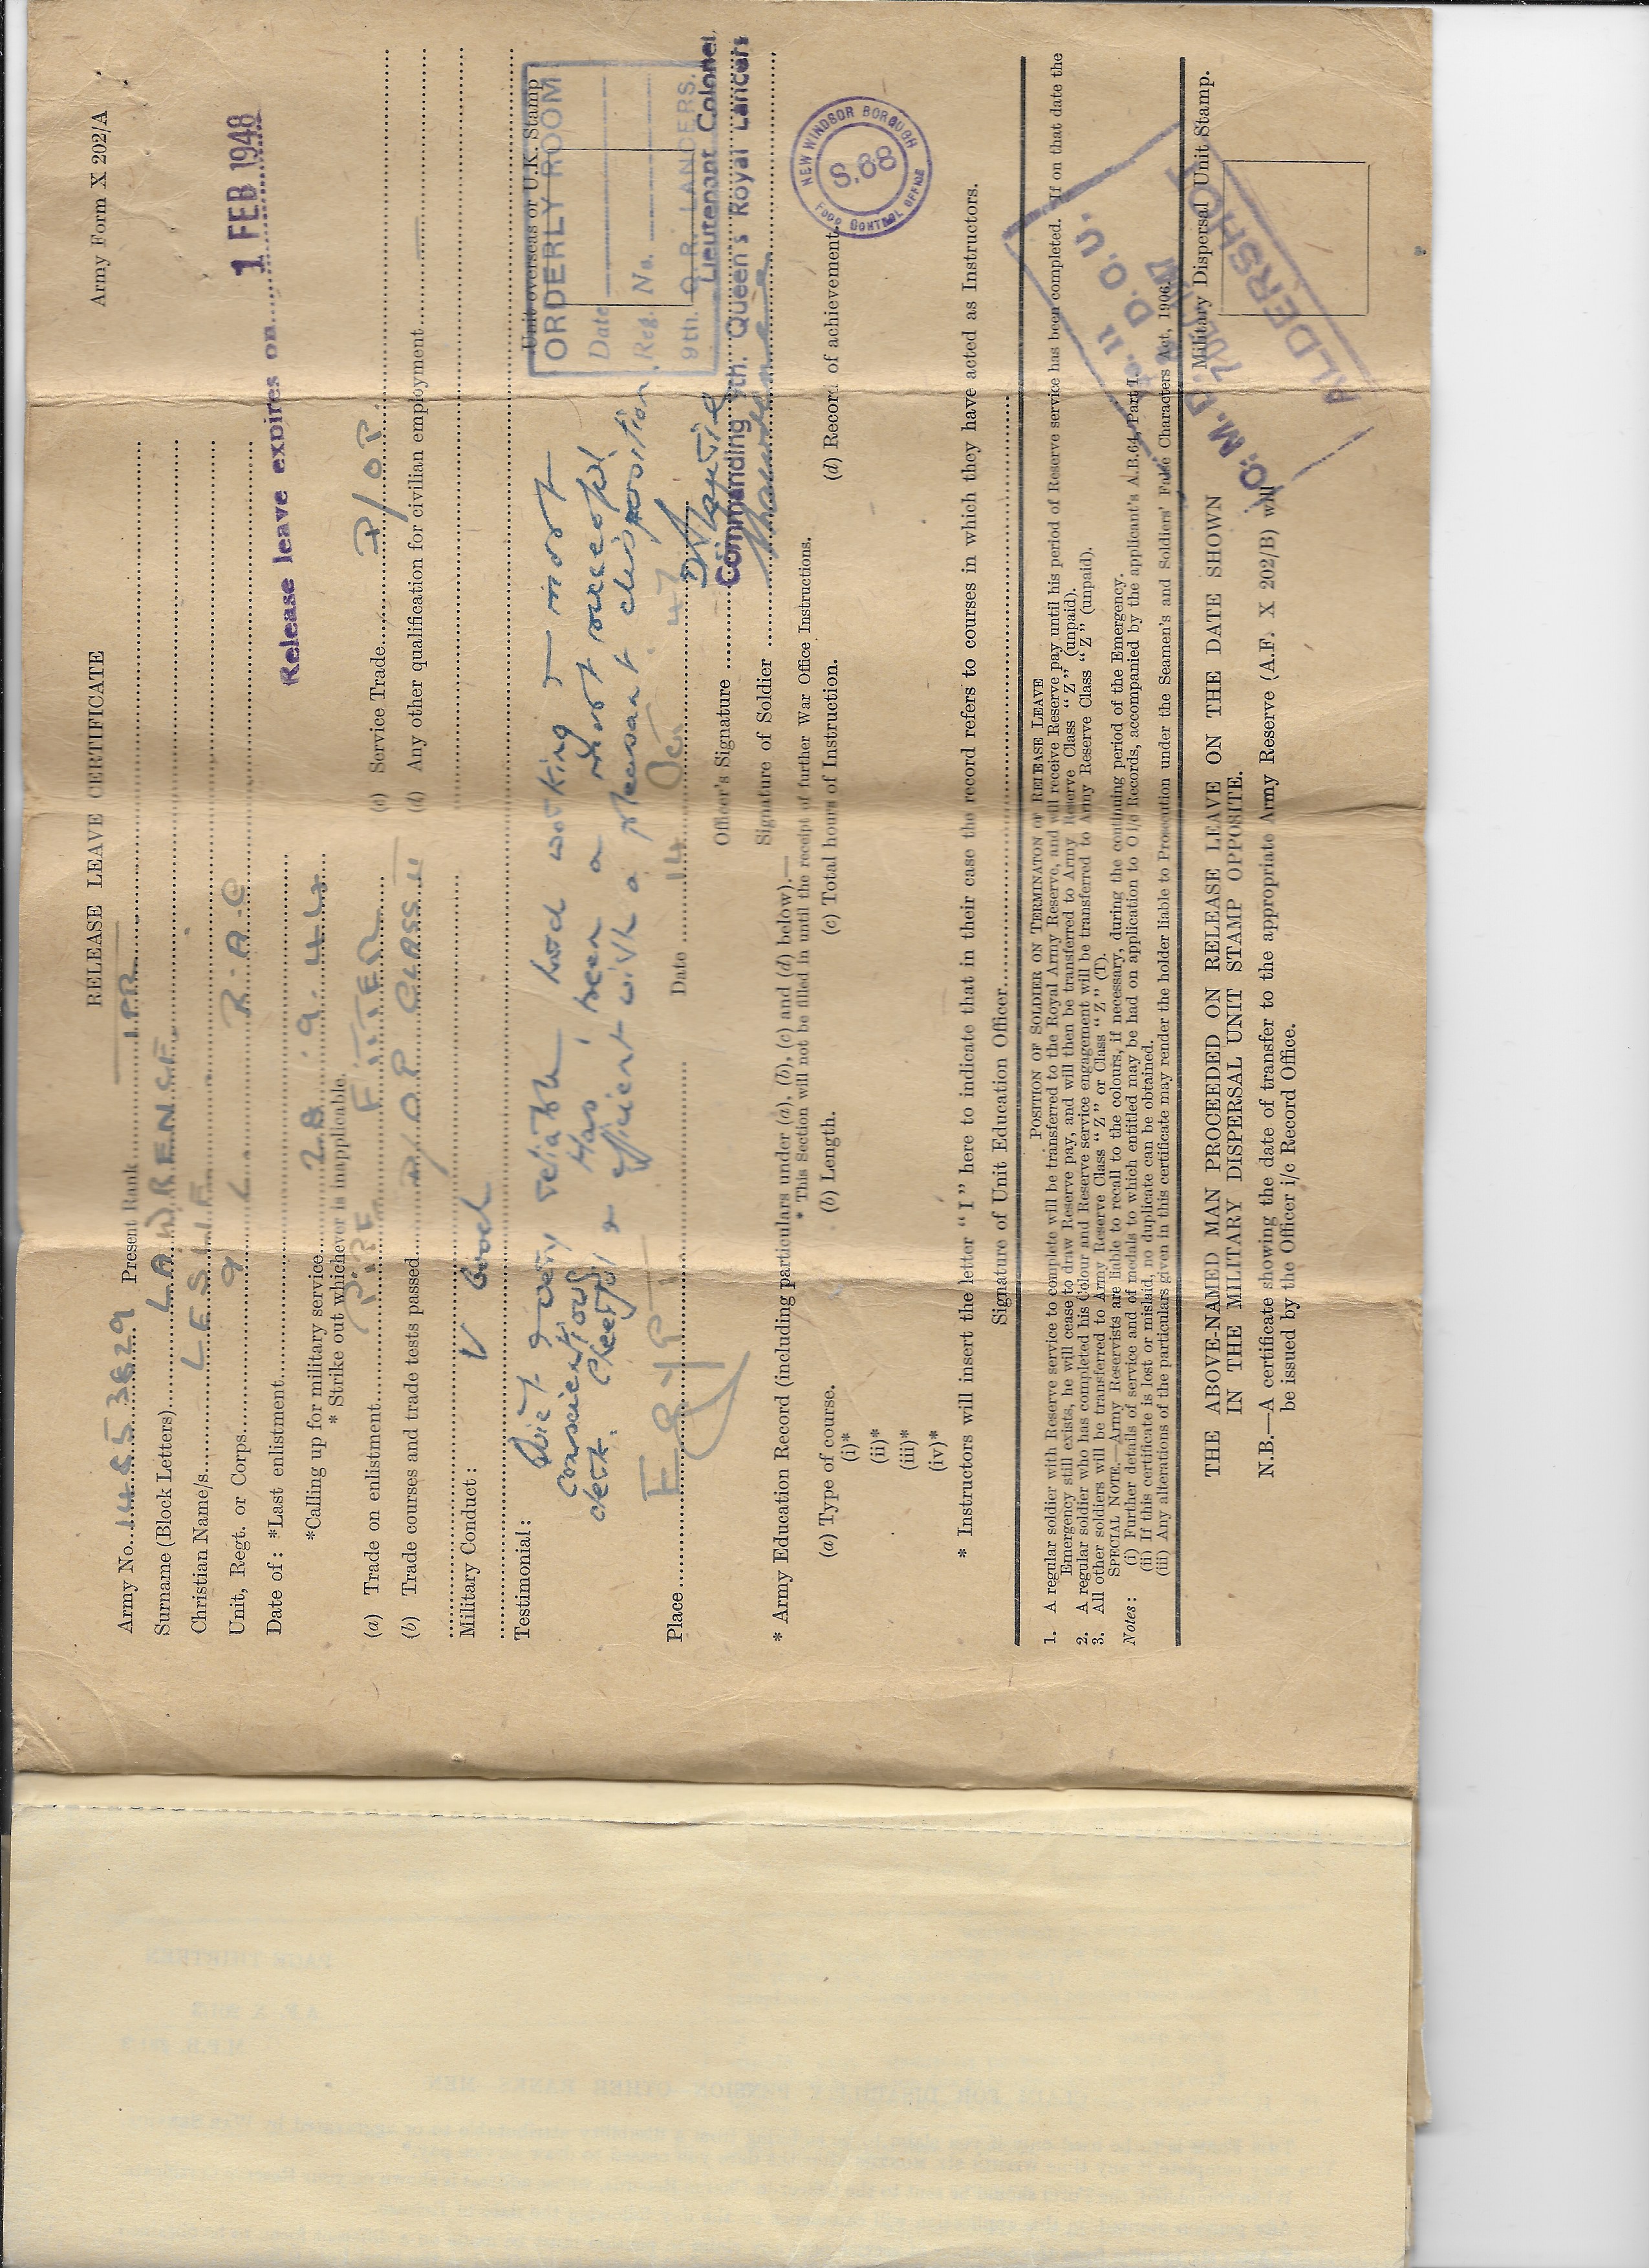 RELEASE LEAVE CERTIFICATE
Army Form X 202/A
Army No. 14853829 Present Rank TPR
Surname (Block Letters) LAWRENCE.
Christian Name/s LESLIE
Unit, Regt. or Corps 9 L. R.A.C
1 FEB 1948
Release leave expires on
Date of: *Last enlistment
*Calling up for military service 28.9.44
* Strike out whichever is inapplicable.
(a) Trade on enlistment PIPE FITTER
(c) Service Trade D/OP.
(b) Trade courses and trade tests passed D/OP CLASS II
(d) Any other qualification for civilian employment —
Military Conduct: V Good
Testimonial: Quiet & very reliable hard working & most
conscientious Has been a most successful
clerk. Cheerful & efficient with a pleasant disposition.
Unit overseas or U.K. Stamp
ORDERLY ROOM
Date
Reg. No.
9th. Q. R. LANCERS.
Place Egypt Date 14 Oct 47
Officer's Signature
Lieutenant Colonel,
Commanding 9th. Queen's Royal Lancers
Signature of Soldier LLawrence
* Army Education Record (including particulars under (a), (b), (c) and (d) below).—
* This Section will not be filled in until the receipt of further War Office Instructions.
(a) Type of course. (b) Length. (c) Total hours of Instruction. (d) Record of achievement.
(i)*
(ii)*
(iii)*
(iv)*
NEW WINDSOR BOROUGH
FOOD CONTROL OFFICE
S.68
* Instructors will insert the letter "I" here to indicate that in their case the record refers to courses in which they have acted as Instructors.
Signature of Unit Education Officer
POSITION OF SOLDIER ON TERMINATON OF RELEASE LEAVE
1. A regular soldier with Reserve service to complete will be transferred to the Royal Army Reserve, and will receive Reserve pay until his period of Reserve service has been completed. If on that date the
Emergency still exists, he will cease to draw Reserve pay, and will then be transferred to Army Reserve Class "Z" (unpaid).
2. A regular soldier who has completed his Colour and Reserve service engagement will be transferred to Army Reserve Class "Z" (unpaid).
3. All other soldiers will be transferred to Army Reserve Class "Z" or Class "Z" (T).
SPECIAL NOTE.—Army Reservists are liable to recall to the colours, if necessary, during the continuing period of the Emergency.
Notes: (i) Further details of service and of medals to which entitled may be had on application to O i/c Records, accompanied by the applicant's A.B.64, Part I.
(ii) If this certificate is lost or mislaid, no duplicate can be obtained.
(iii) Any alterations of the particulars given in this certificate may render the holder liable to Prosecution under the Seamen's and Soldiers' False Characters Act, 1906.
THE ABOVE-NAMED MAN PROCEEDED ON RELEASE LEAVE ON THE DATE SHOWN
IN THE MILITARY DISPERSAL UNIT STAMP OPPOSITE.
N.B.—A certificate showing the date of transfer to the appropriate Army Reserve (A.F. X 202/B) will
be issued by the Officer i/c Record Office.
Military Dispersal Unit Stamp.
No. 11
M. D. & D. O. U.
7 DEC 1947
ALDERSHOT